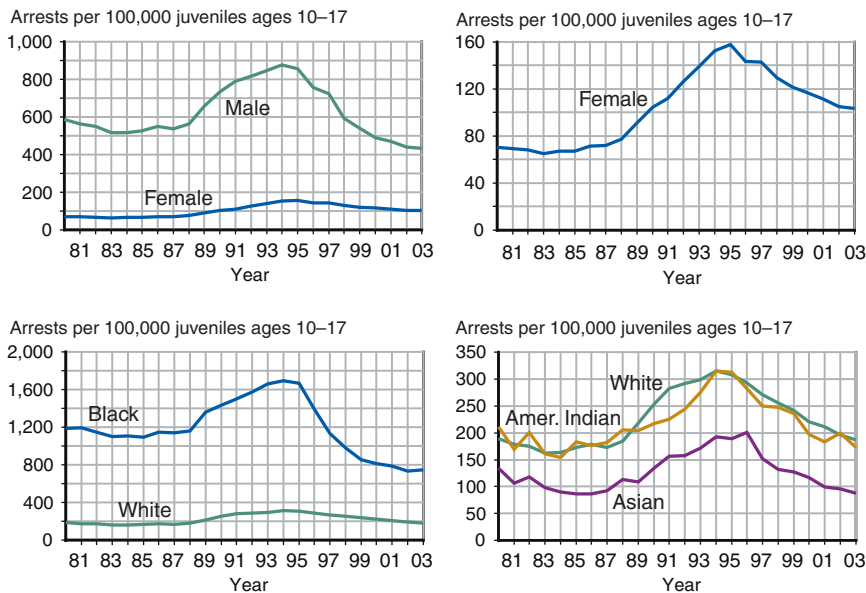 Arrests per 100,000 juveniles ages 10–17
1,000
800
600
400
200
0
Male
Female
81 83 85 87 89 91 93 95 97 99 01 03
Year
Arrests per 100,000 juveniles ages 10–17
160
120
80
40
0
Female
81 83 85 87 89 91 93 95 97 99 01 03
Year
Arrests per 100,000 juveniles ages 10–17
2,000
1,600
1,200
800
400
0
Black
White
81 83 85 87 89 91 93 95 97 99 01 03
Year
Arrests per 100,000 juveniles ages 10–17
350
300
250
200
150
100
50
0
White
Amer. Indian
Asian
81 83 85 87 89 91 93 95 97 99 01 03
Year